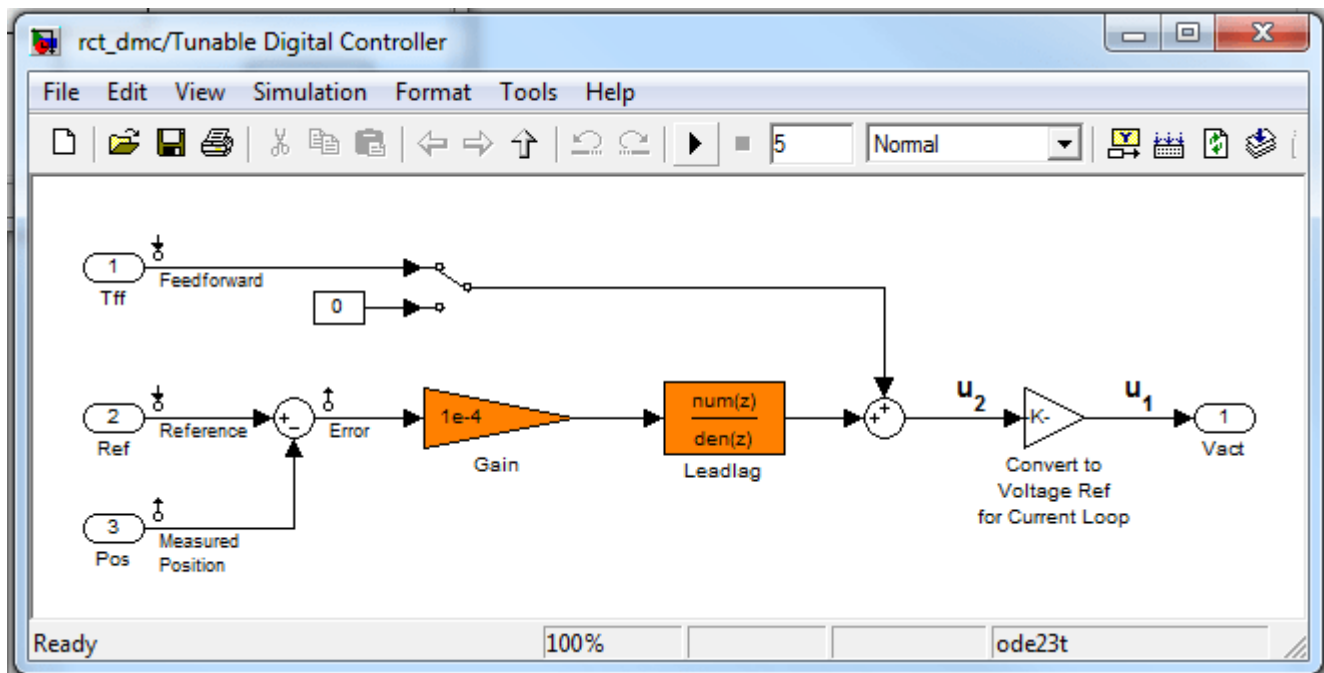 rct_dmc/Tunable Digital Controller
File Edit View Simulation Format Tools Help
5 Normal
1
Feedforward
Tff
0
2
Ref
Reference
+
−
Error
1e-4
Gain
num(z)
den(z)
Leadlag
+
+
u2
-K-
u1
1
Vact
Convert to
Voltage Ref
for Current Loop
3
Pos
Measured
Position
Ready 100% ode23t